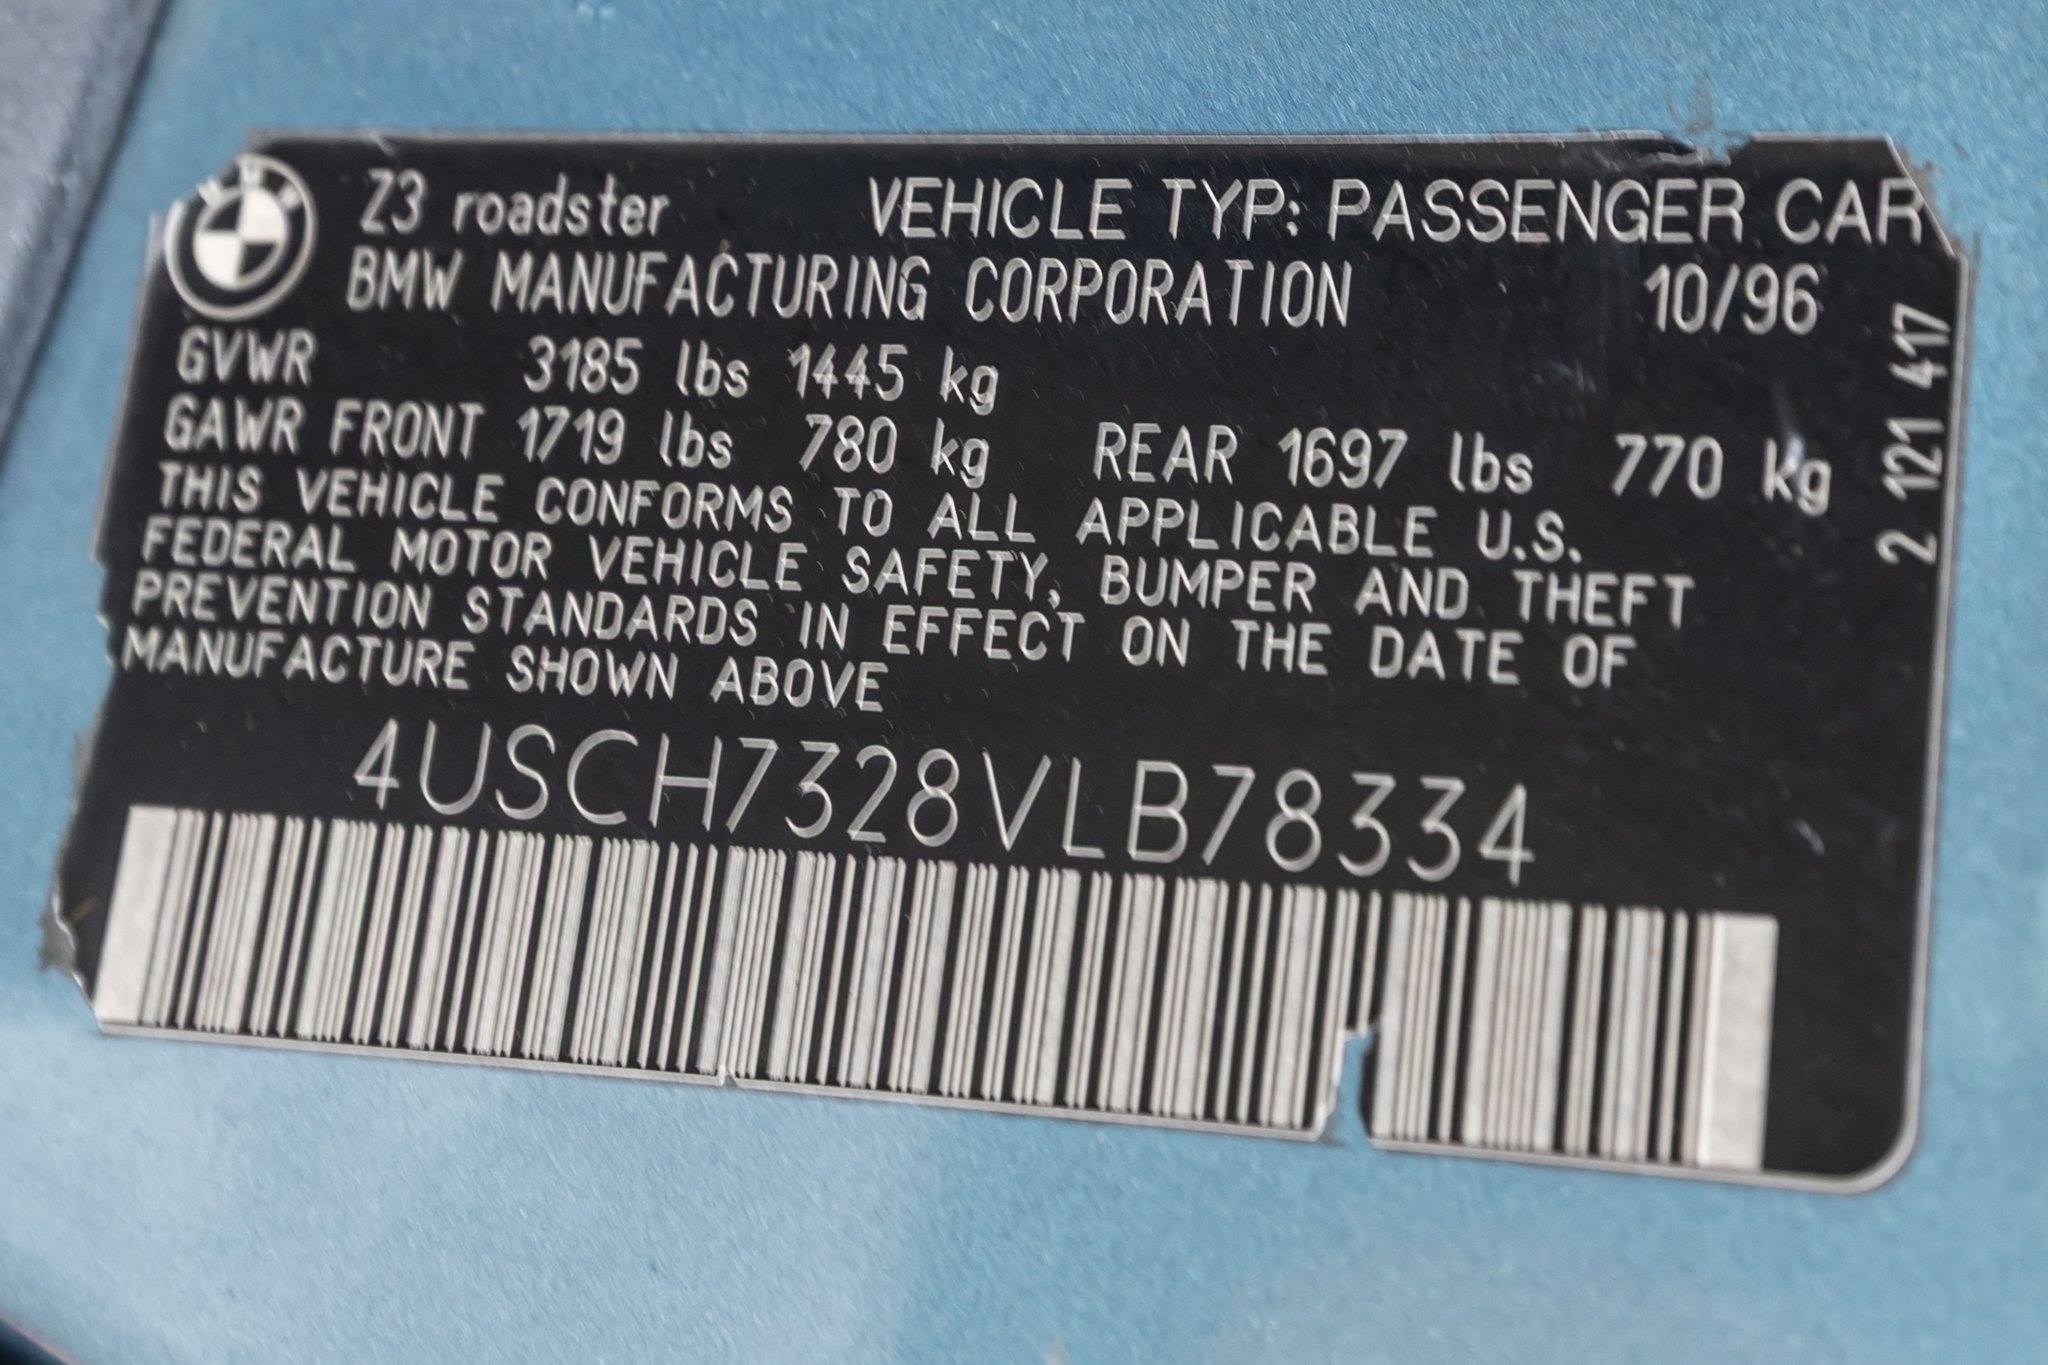 BMW
Z3 roadster VEHICLE TYP: PASSENGER CAR
BMW MANUFACTURING CORPORATION 10/96
GVWR 3185 lbs 1445 kg
GAWR FRONT 1719 lbs 780 kg REAR 1697 lbs 770 kg
THIS VEHICLE CONFORMS TO ALL APPLICABLE U.S.
FEDERAL MOTOR VEHICLE SAFETY, BUMPER AND THEFT
PREVENTION STANDARDS IN EFFECT ON THE DATE OF
MANUFACTURE SHOWN ABOVE
4USCH7328VLB78334
2 121 417